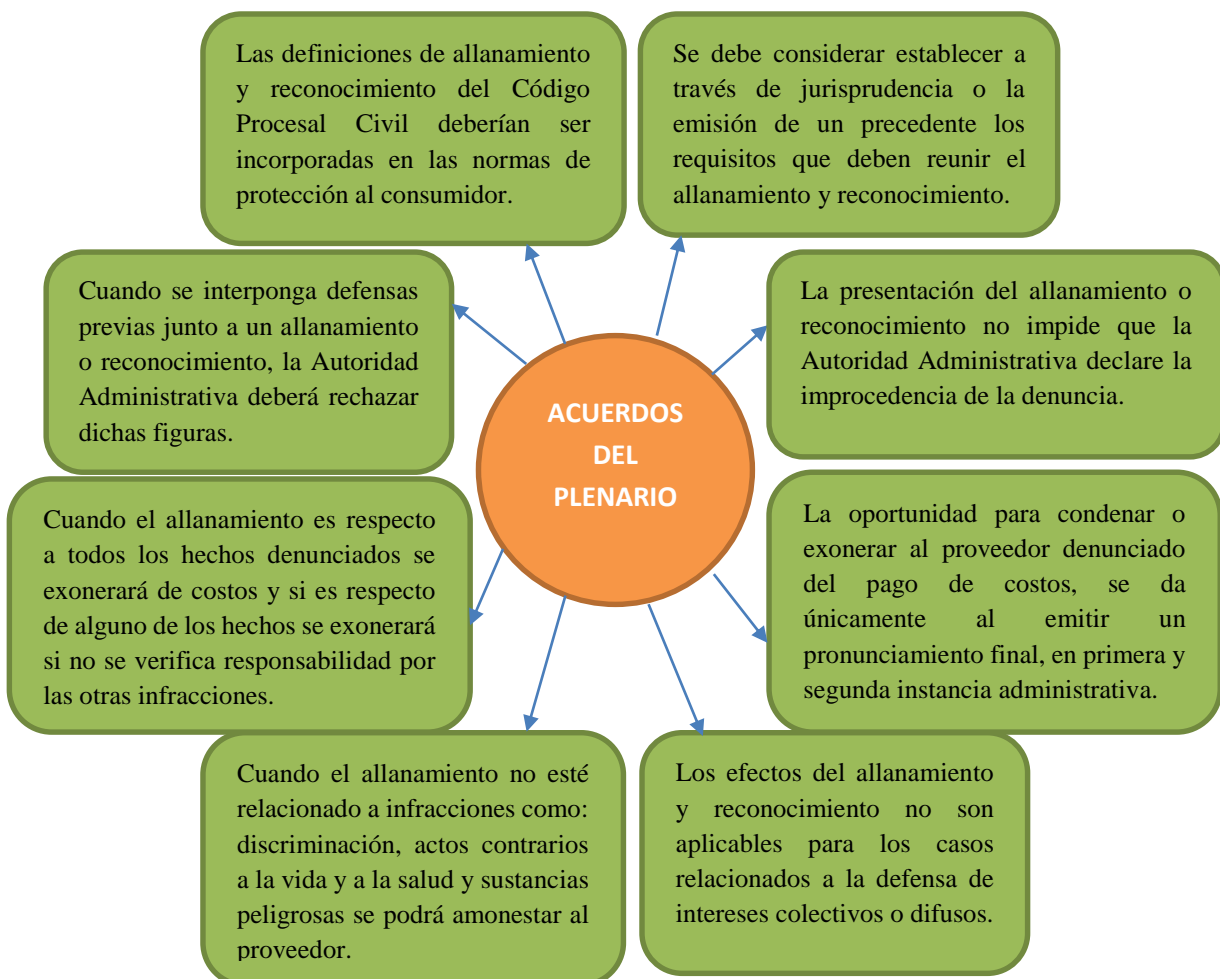 Las definiciones de allanamiento
y reconocimiento del Código
Procesal Civil deberían ser
incorporadas en las normas de
protección al consumidor.
Se debe considerar establecer a
través de jurisprudencia o la
emisión de un precedente los
requisitos que deben reunir el
allanamiento y reconocimiento.
Cuando se interponga defensas
previas junto a un allanamiento
o reconocimiento, la Autoridad
Administrativa deberá rechazar
dichas figuras.
La presentación del allanamiento o
reconocimiento no impide que la
Autoridad Administrativa declare la
improcedencia de la denuncia.
ACUERDOS
DEL
PLENARIO
Cuando el allanamiento es respecto
a todos los hechos denunciados se
exonerará de costos y si es respecto
de alguno de los hechos se exonerará
si no se verifica responsabilidad por
las otras infracciones.
La oportunidad para condenar o
exonerar al proveedor denunciado
del pago de costos, se da
únicamente al emitir un
pronunciamiento final, en primera y
segunda instancia administrativa.
Cuando el allanamiento no esté
relacionado a infracciones como:
discriminación, actos contrarios
a la vida y a la salud y sustancias
peligrosas se podrá amonestar al
proveedor.
Los efectos del allanamiento
y reconocimiento no son
aplicables para los casos
relacionados a la defensa de
intereses colectivos o difusos.